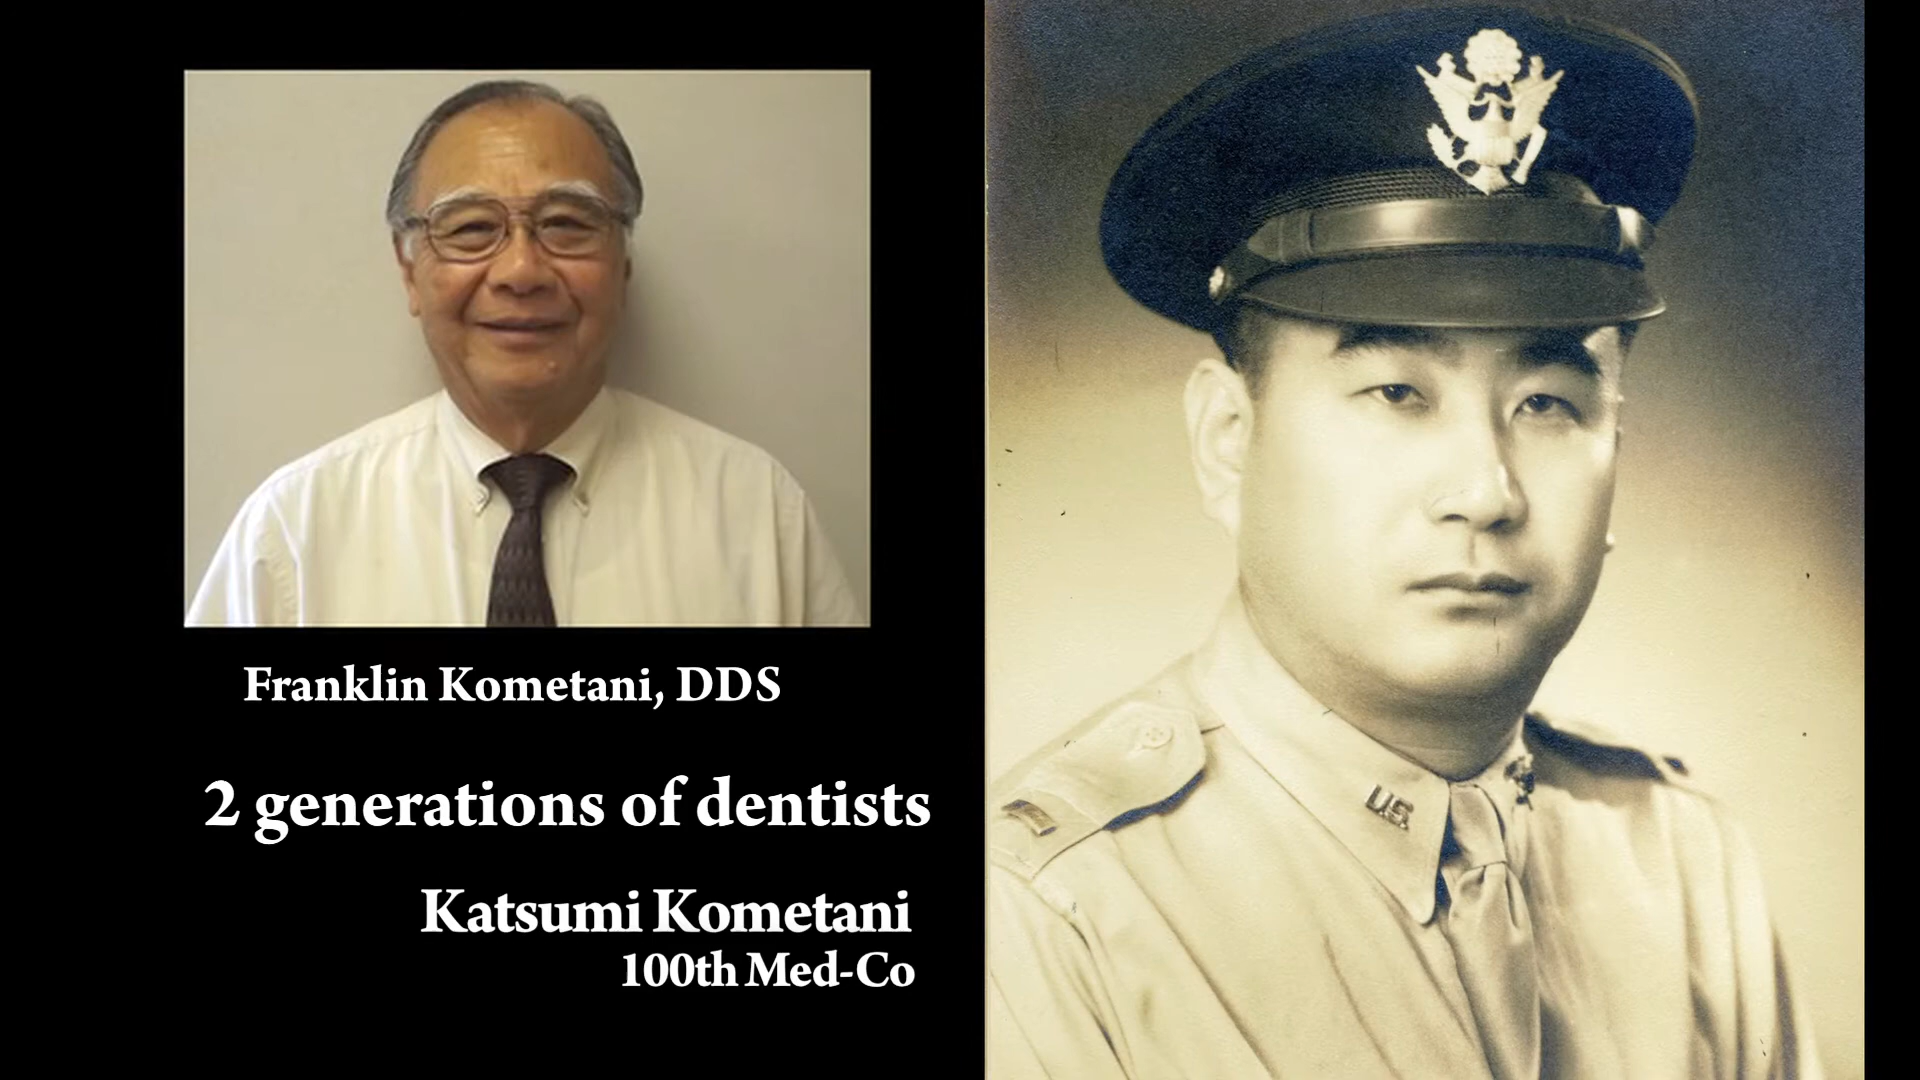 Franklin Kometani, DDS
2 generations of dentists
Katsumi Kometani
100th Med-Co
U.S.